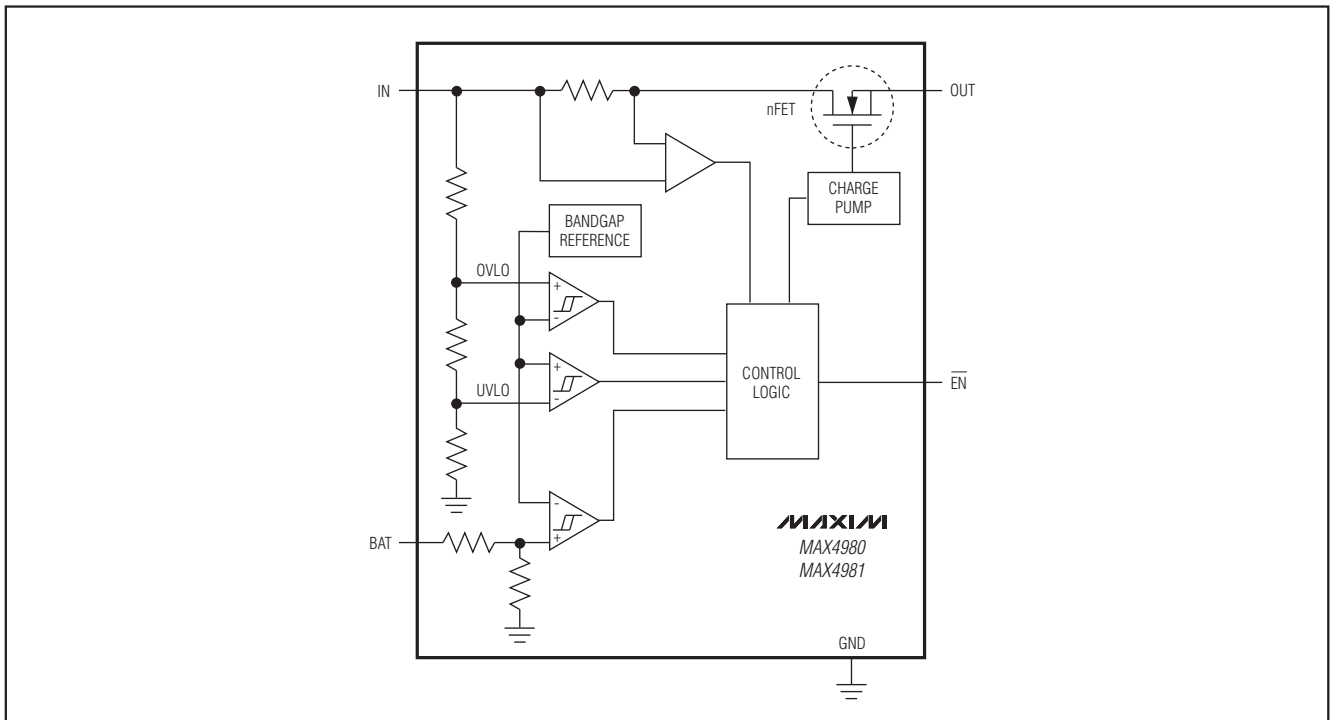 IN
OUT
nFET
CHARGE
PUMP
BANDGAP
REFERENCE
OVLO
+
-
+
UVLO
-
CONTROL
LOGIC
EN
-
+
BAT
MAXIM
MAX4980
MAX4981
GND